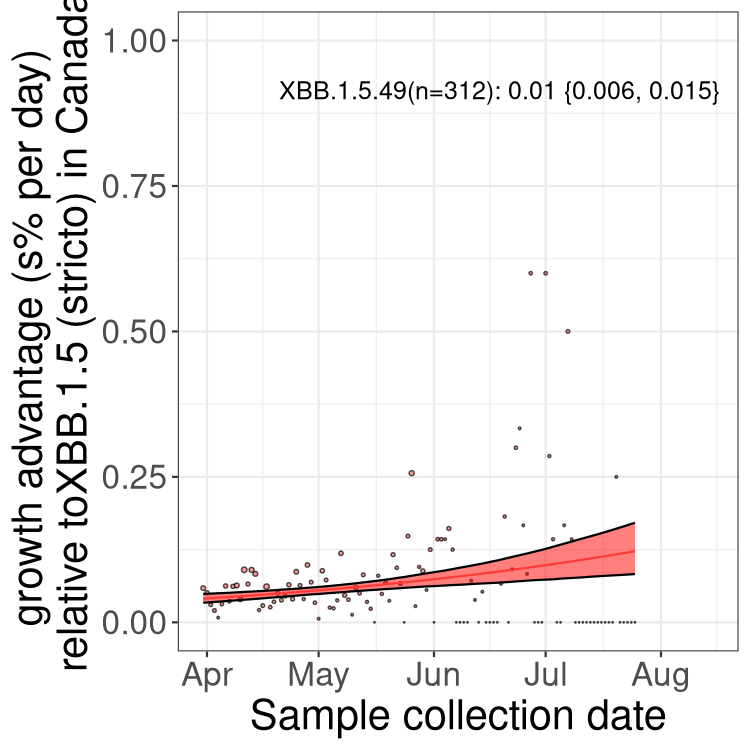 growth advantage (s% per day)
relative toXBB.1.5 (stricto) in Canada
1.00
0.75
0.50
0.25
0.00
XBB.1.5.49(n=312): 0.01 {0.006, 0.015}
Apr May Jun Jul Aug
Sample collection date